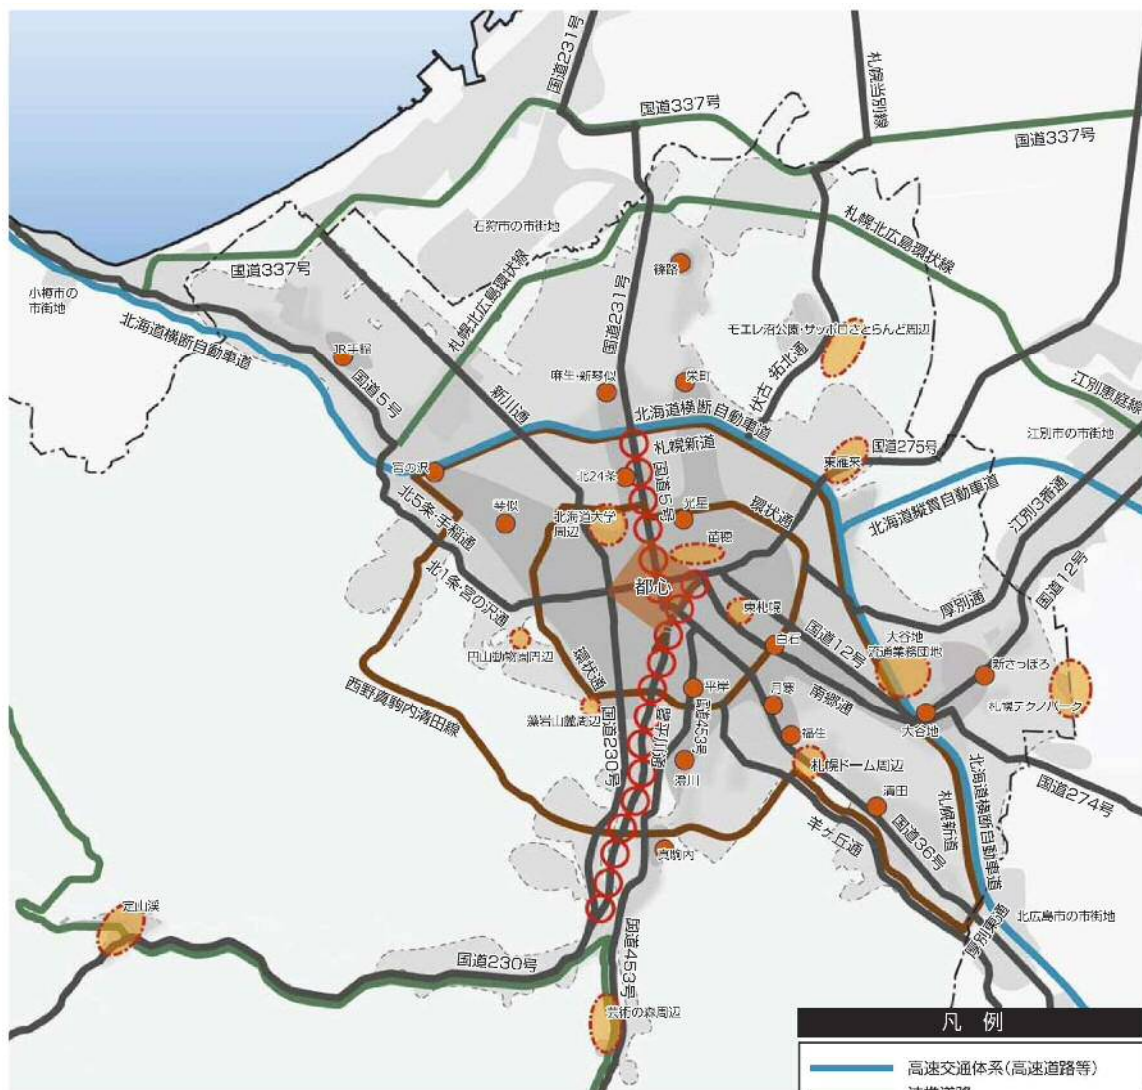 国道231号
国道337号
札幌当別線
国道337号
石狩市の市街地
札幌北広島環状線
篠路
国道337号
小樽市の
市街地
北海道横断自動車道
札幌北広島環状線
国道231号
モエレ沼公園・サッポロさとらんど周辺
JR手稲
国道5号
新川通
麻生・新琴似
栄町
伏古 拓北通
江別恵庭線
北海道横断自動車道
札幌新道
江別市の市街地
国道275号
東雁来
宮の沢
北24条
国道5号
北海道縦貫自動車道
江別3番通
北5条・手稲通
琴似
北海道大学
周辺
光星
環状通
苗穂
国道12号
北1条・宮の沢通
都心
東札幌
厚別通
円山動物園周辺
環状通
白石
国道12号
大谷地
流通業務団地
新さっぽろ
西野真駒内清田線
藻岩山麓周辺
平岸
月寒
南郷通
札幌テクノパーク
国道230号
豊平川通
国道453号
福住
大谷地
澄川
札幌ドーム周辺
清田
国道274号
真駒内
羊ケ丘通
国道36号
札幌新道
北海道横断自動車道
定山渓
国道230号
国道453号
厚別東通
北広島市の市街地
芸術の森周辺
凡 例
高速交通体系(高速道路等)